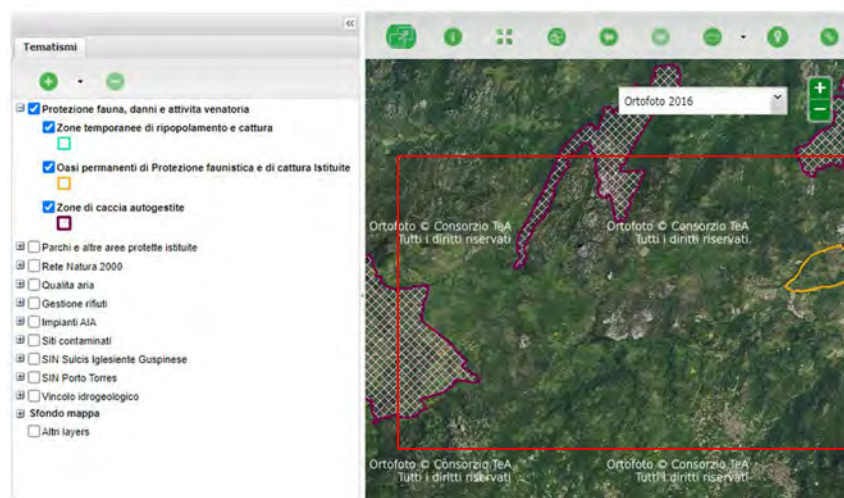 Tematismi
Protezione fauna, danni e attivita venatoria
Zone temporanee di ripopolamento e cattura
Oasi permanenti di Protezione faunistica e di cattura Istituite
Zone di caccia autogestite
Parchi e altre aree protette istituite
Rete Natura 2000
Qualita aria
Gestione rifiuti
Impianti AIA
Siti contaminati
SIN Sulcis Iglesiente Guspinese
SIN Porto Torres
Vincolo idrogeologico
Sfondo mappa
Altri layers
Ortofoto 2016
Ortofoto © Consorzio TeA
Tutti i diritti riservati
Ortofoto © Consorzio TeA
Tutti i diritti riservati
Ortofoto © Consorzio TeA
Tutti i diritti riservati
Ortofoto © Consorzio TeA
Tutti i diritti riservati